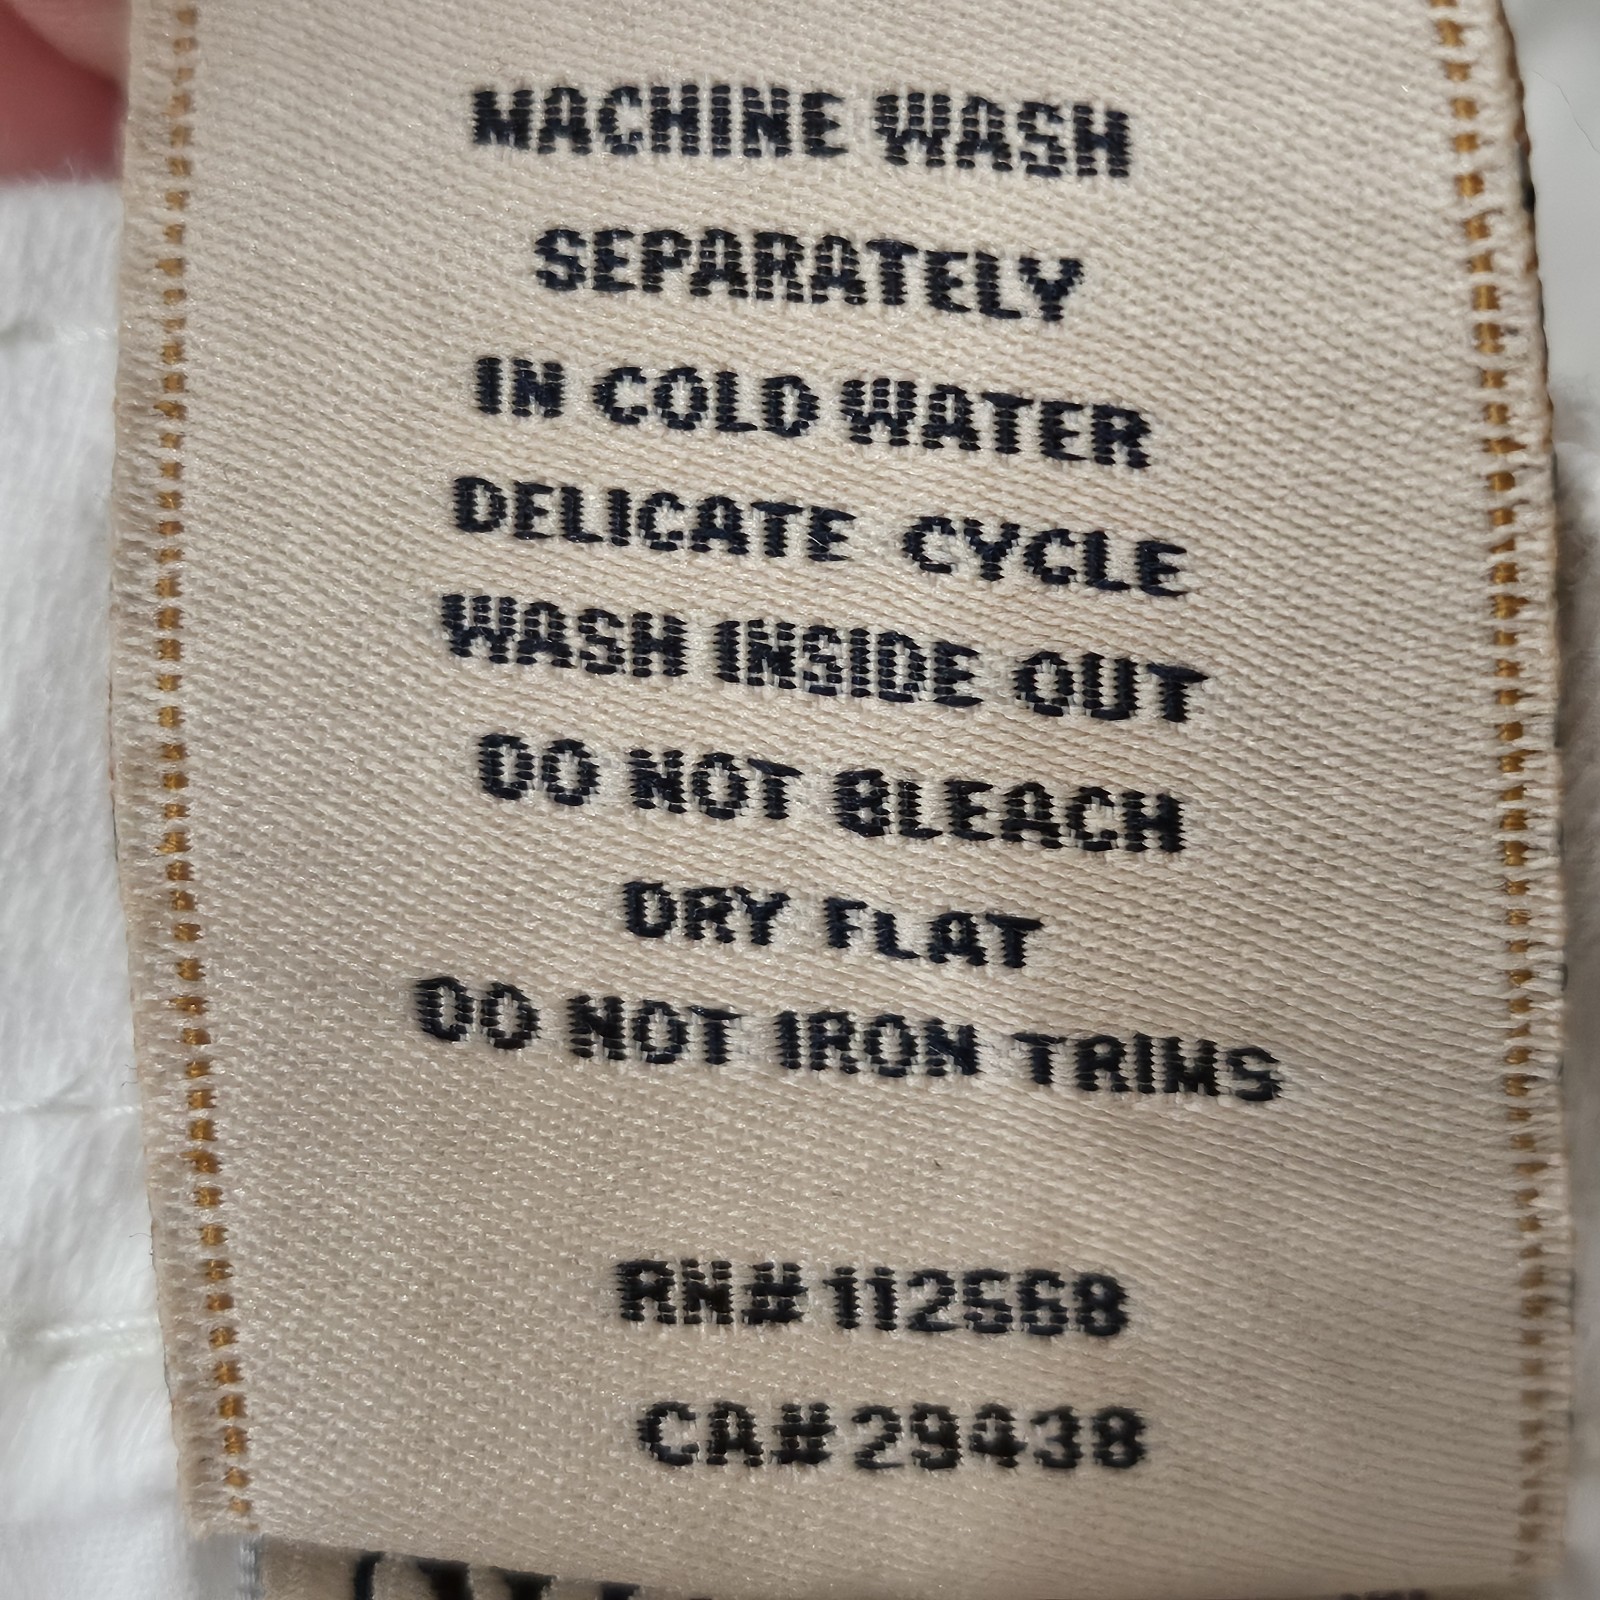 MACHINE WASH
SEPARATELY
IN COLD WATER
DELICATE CYCLE
WASH INSIDE OUT
DO NOT BLEACH
DRY FLAT
DO NOT IRON TRIMS
RN# 112568
CA# 29438